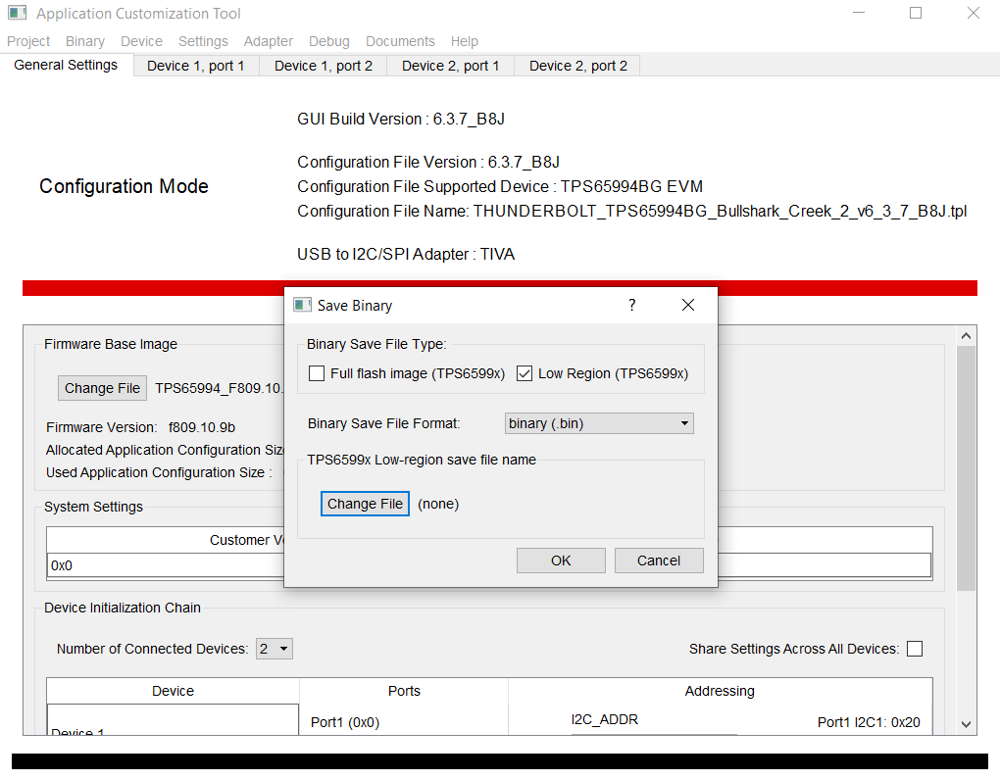 Application Customization Tool
Project Binary Device Settings Adapter Debug Documents Help
General Settings Device 1, port 1 Device 1, port 2 Device 2, port 1 Device 2, port 2
GUI Build Version : 6.3.7_B8J
Configuration File Version : 6.3.7_B8J
Configuration Mode
Configuration File Supported Device : TPS65994BG EVM
Configuration File Name: THUNDERBOLT_TPS65994BG_Bullshark_Creek_2_v6_3_7_B8J.tpl
USB to I2C/SPI Adapter : TIVA
Save Binary ?
Binary Save File Type:
Full flash image (TPS6599x) Low Region (TPS6599x)
Binary Save File Format: binary (.bin)
TPS6599x Low-region save file name
Change File (none)
OK Cancel
Firmware Base Image
Change File TPS65994_F809.10.
Firmware Version: f809.10.9b
Allocated Application Configuration Siz
Used Application Configuration Size :
System Settings
Customer Ve
0x0
Device Initialization Chain
Number of Connected Devices: 2 Share Settings Across All Devices:
Device Ports Addressing
Device 1 Port1 (0x0) I2C_ADDR Port1 I2C1: 0x20